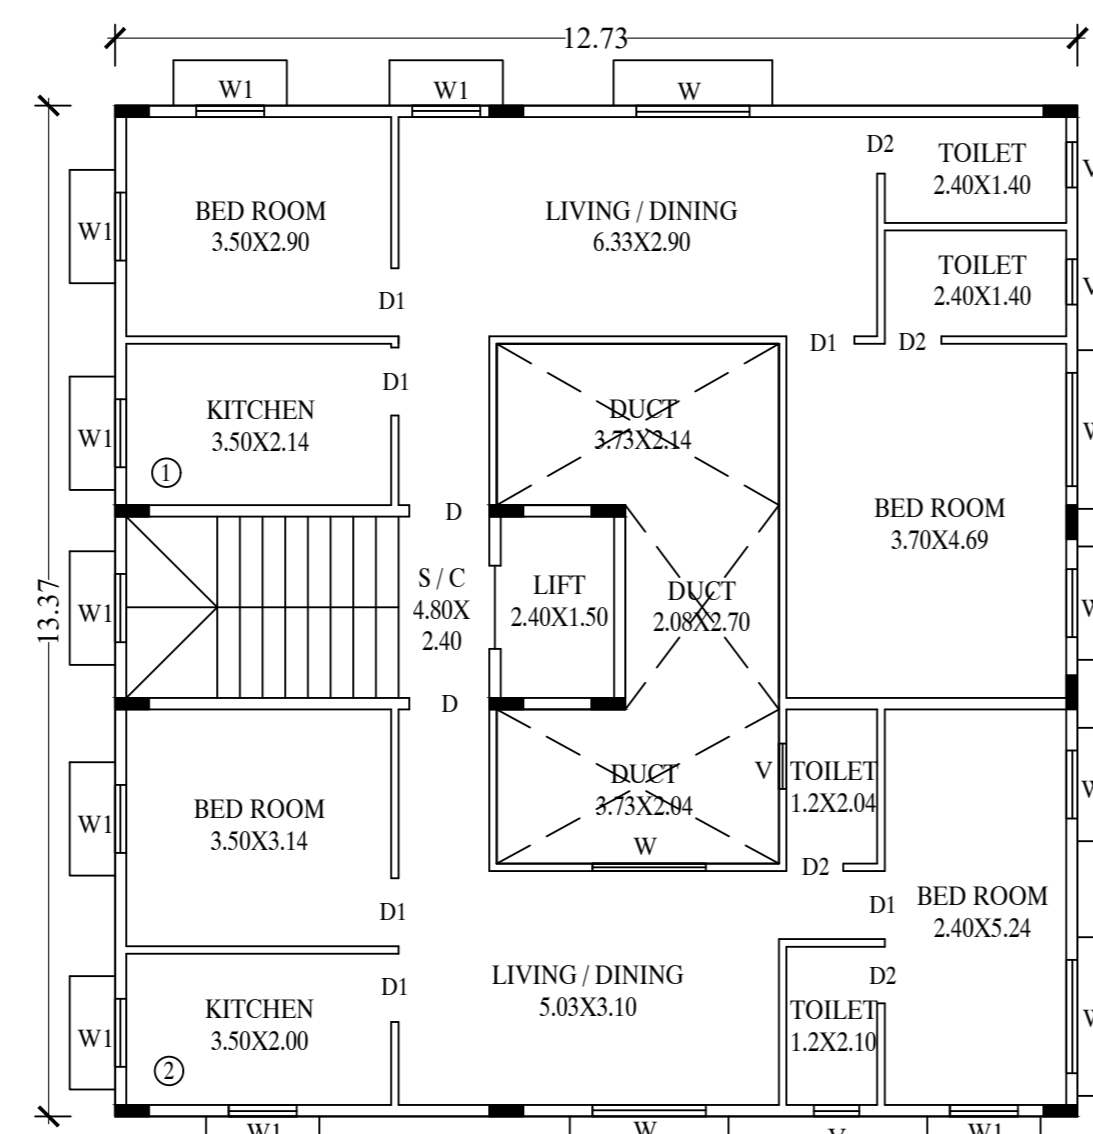 12.73
W1
W1
W
D2
TOILET
2.40X1.40
V
BED ROOM
3.50X2.90
LIVING / DINING
6.33X2.90
W1
TOILET
2.40X1.40
V
D1
D1
D2
D1
KITCHEN
3.50X2.14
DUCT
3.73X2.14
W1
1
BED ROOM
3.70X4.69
D
S / C
4.80X
2.40
LIFT
2.40X1.50
DUCT
2.08X2.70
W1
13.37
D
BED ROOM
3.50X3.14
DUCT
3.73X2.04
V
TOILET
1.2X2.04
W1
W
D2
D1
D1
BED ROOM
2.40X5.24
D1
LIVING / DINING
5.03X3.10
D2
KITCHEN
3.50X2.00
TOILET
1.2X2.10
W1
2
W1
W
V
W1